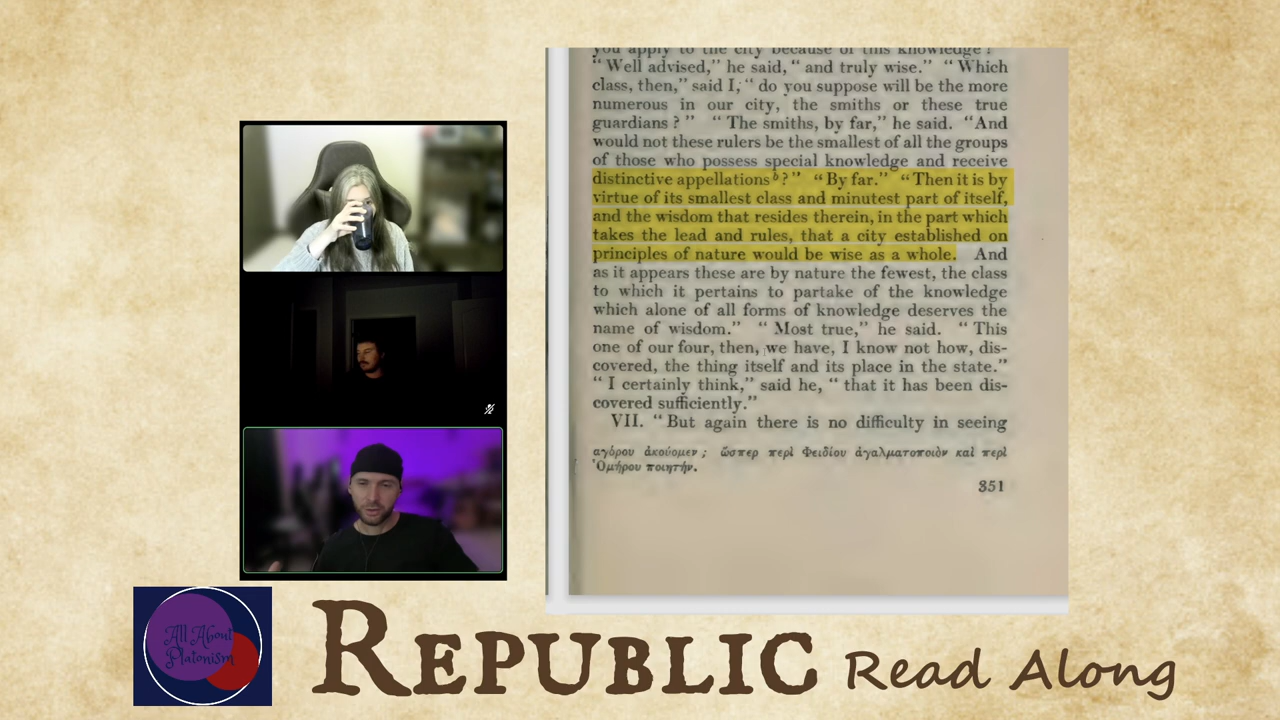 you apply to the city because of this knowledge?
“Well advised,” he said, “ and truly wise.” “Which
class, then,” said I, “ do you suppose will be the more
numerous in our city, the smiths or these true
guardians ? ” “ The smiths, by far,” he said. “And
would not these rulers be the smallest of all the groups
of those who possess special knowledge and receive
distinctive appellations b ? ” “ By far.” “ Then it is by
virtue of its smallest class and minutest part of itself,
and the wisdom that resides therein, in the part which
takes the lead and rules, that a city established on
principles of nature would be wise as a whole. And
as it appears these are by nature the fewest, the class
to which it pertains to partake of the knowledge
which alone of all forms of knowledge deserves the
name of wisdom.” “ Most true,” he said. “ This
one of our four, then, we have, I know not how, dis-
covered, the thing itself and its place in the state.”
“ I certainly think,” said he, “ that it has been dis-
covered sufficiently.”
VII. “ But again there is no difficulty in seeing
αγόρου ἀκούομεν ; ὥσπερ περὶ Φειδίου ἀγαλματοποιὸν καὶ περὶ
Ὁμήρου ποιητήν.
351
All About
Platonism
REPUBLIC Read Along